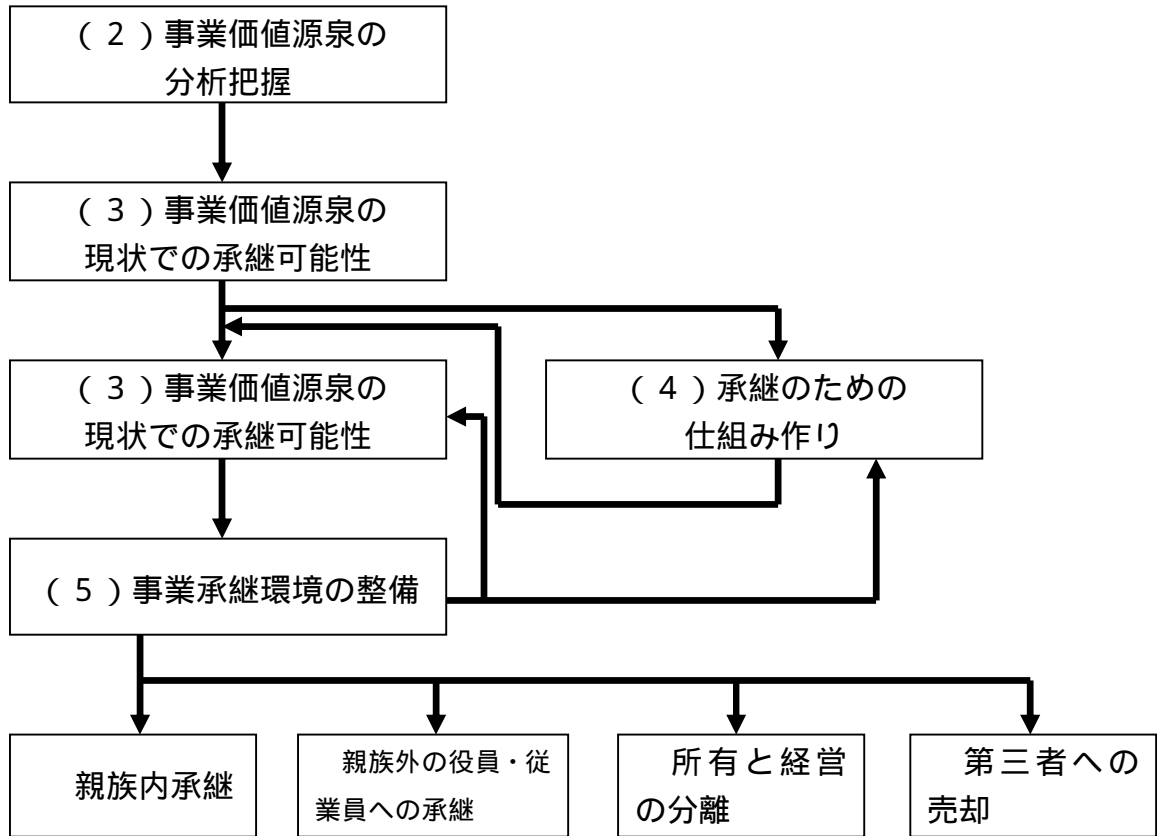 (2)事業価値源泉の
分析把握
(3)事業価値源泉の
現状での承継可能性
(3)事業価値源泉の
現状での承継可能性
(4)承継のための
仕組み作り
(5)事業承継環境の整備
親族内承継
親族外の役員・従
業員への承継
所有と経営
の分離
第三者への
売却